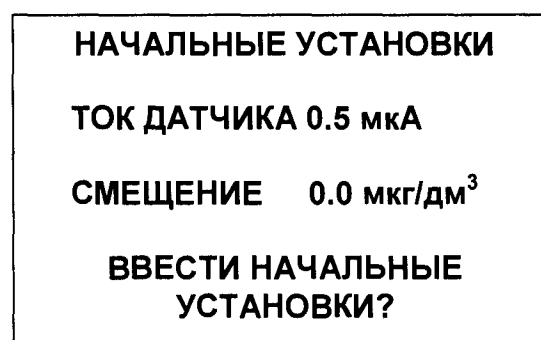 НАЧАЛЬНЫЕ УСТАНОВКИ
ТОК ДАТЧИКА 0.5 мкА
СМЕЩЕНИЕ 0.0 мкг/дм³
ВВЕСТИ НАЧАЛЬНЫЕ
УСТАНОВКИ?